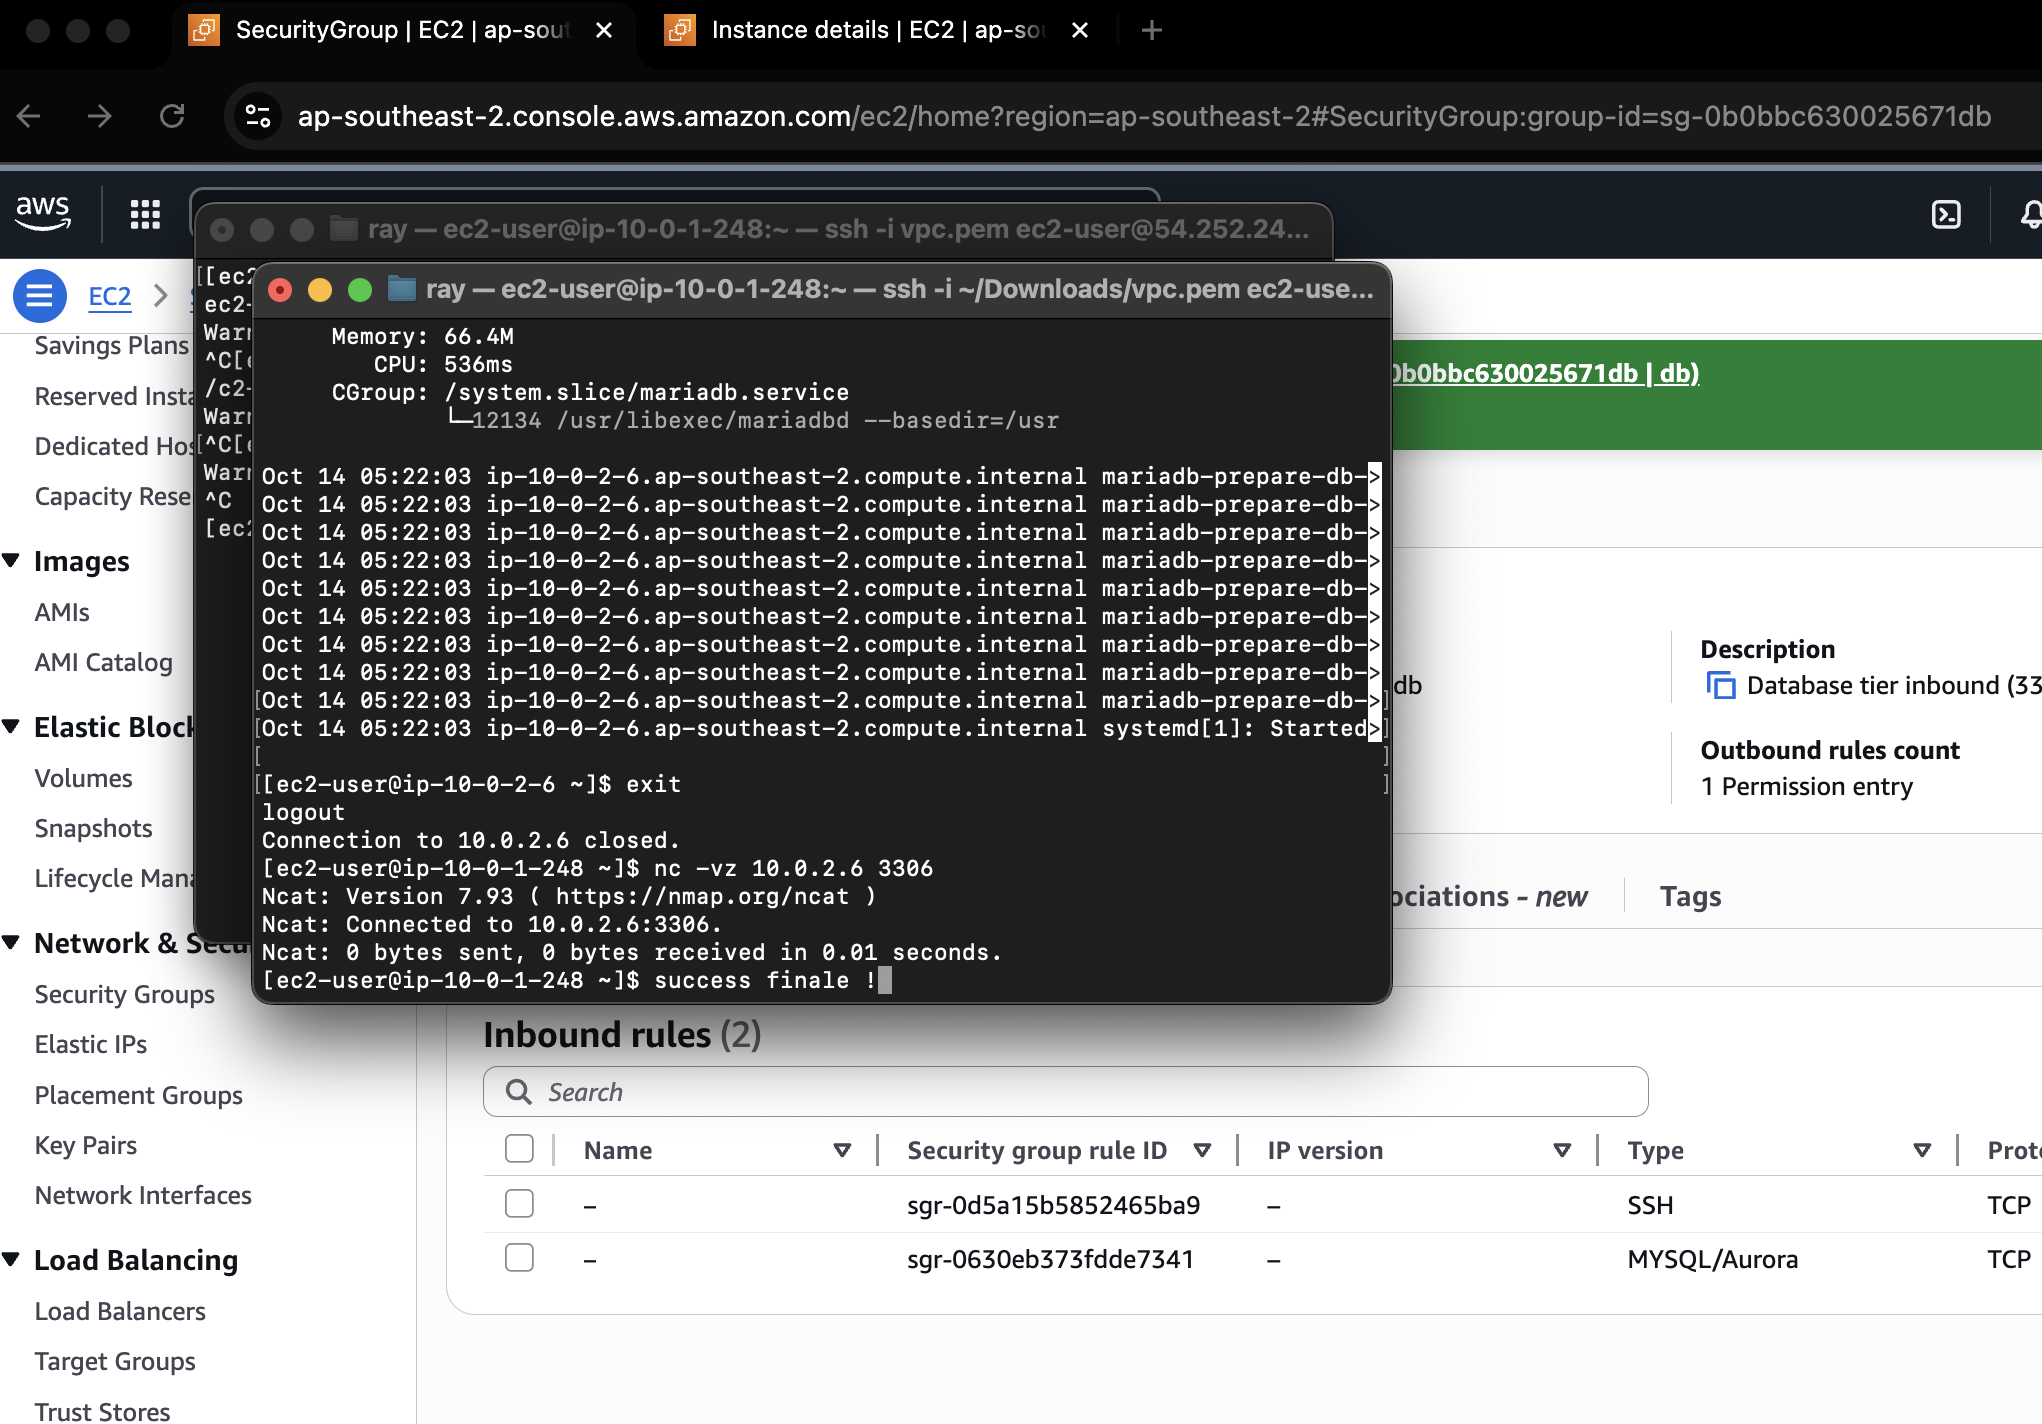 SecurityGroup | EC2 | ap-sout
Instance details | EC2 | ap-sou
ap-southeast-2.console.aws.amazon.com/ec2/home?region=ap-southeast-2#SecurityGroup:group-id=sg-0b0bbc630025671db
aws
ray — ec2-user@ip-10-0-1-248:~ — ssh -i vpc.pem ec2-user@54.252.24...
[[ec2
ec2-
Warn
^C[e
/c2-
Warn
[^C[e
Warn
^C
[ec2
ray — ec2-user@ip-10-0-1-248:~ — ssh -i ~/Downloads/vpc.pem ec2-use...
Memory: 66.4M
CPU: 536ms
CGroup: /system.slice/mariadb.service
└─12134 /usr/libexec/mariadbd --basedir=/usr
Oct 14 05:22:03 ip-10-0-2-6.ap-southeast-2.compute.internal mariadb-prepare-db->
Oct 14 05:22:03 ip-10-0-2-6.ap-southeast-2.compute.internal mariadb-prepare-db->
Oct 14 05:22:03 ip-10-0-2-6.ap-southeast-2.compute.internal mariadb-prepare-db->
Oct 14 05:22:03 ip-10-0-2-6.ap-southeast-2.compute.internal mariadb-prepare-db->
Oct 14 05:22:03 ip-10-0-2-6.ap-southeast-2.compute.internal mariadb-prepare-db->
Oct 14 05:22:03 ip-10-0-2-6.ap-southeast-2.compute.internal mariadb-prepare-db->
Oct 14 05:22:03 ip-10-0-2-6.ap-southeast-2.compute.internal mariadb-prepare-db->
Oct 14 05:22:03 ip-10-0-2-6.ap-southeast-2.compute.internal mariadb-prepare-db->
[Oct 14 05:22:03 ip-10-0-2-6.ap-southeast-2.compute.internal mariadb-prepare-db->]
[Oct 14 05:22:03 ip-10-0-2-6.ap-southeast-2.compute.internal systemd[1]: Started>]
[ ]
[[ec2-user@ip-10-0-2-6 ~]$ exit ]
logout
Connection to 10.0.2.6 closed.
[ec2-user@ip-10-0-1-248 ~]$ nc -vz 10.0.2.6 3306
Ncat: Version 7.93 ( https://nmap.org/ncat )
Ncat: Connected to 10.0.2.6:3306.
Ncat: 0 bytes sent, 0 bytes received in 0.01 seconds.
[ec2-user@ip-10-0-1-248 ~]$ success finale !
EC2
Savings Plans
Reserved Insta
Dedicated Hos
Capacity Rese
Images
AMIs
AMI Catalog
Elastic Block
Volumes
Snapshots
Lifecycle Mana
Network & Secu
Security Groups
Elastic IPs
Placement Groups
Key Pairs
Network Interfaces
Load Balancing
Load Balancers
Target Groups
Trust Stores
0b0bbc630025671db | db)
db
Description
Database tier inbound (33
Outbound rules count
1 Permission entry
ociations - new
Tags
Inbound rules (2)
Search
Name Security group rule ID IP version Type Proto
– sgr-0d5a15b5852465ba9 – SSH TCP
– sgr-0630eb373fdde7341 – MYSQL/Aurora TCP